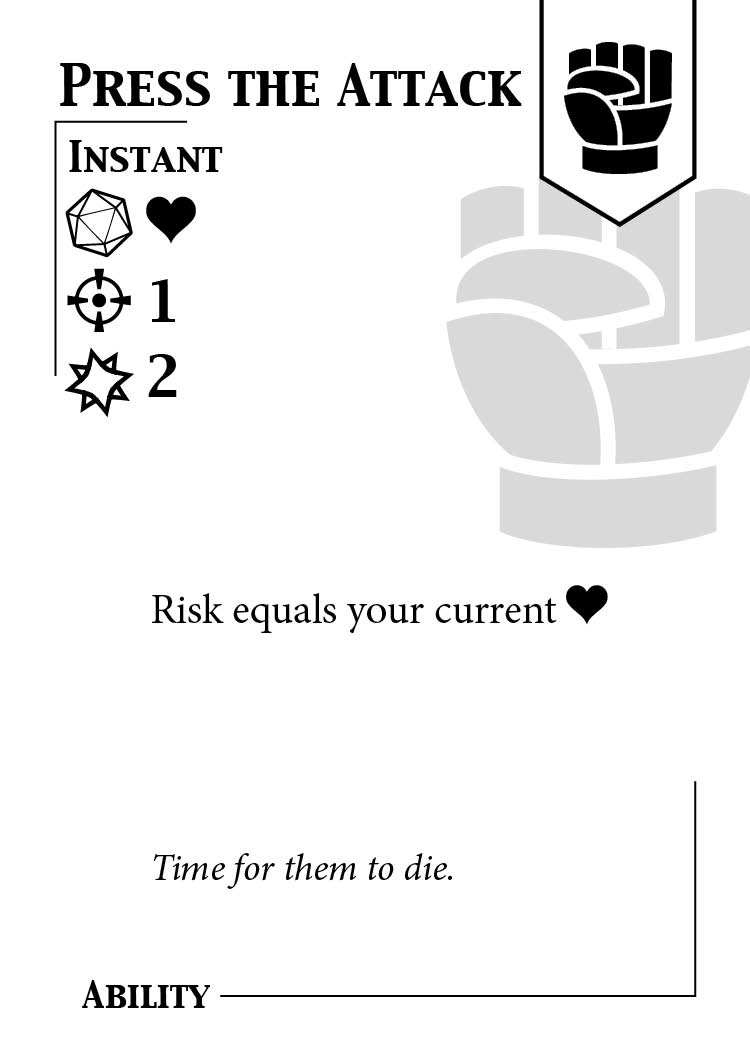 Press the Attack
Instant
1
2
Risk equals your current
Time for them to die.
Ability